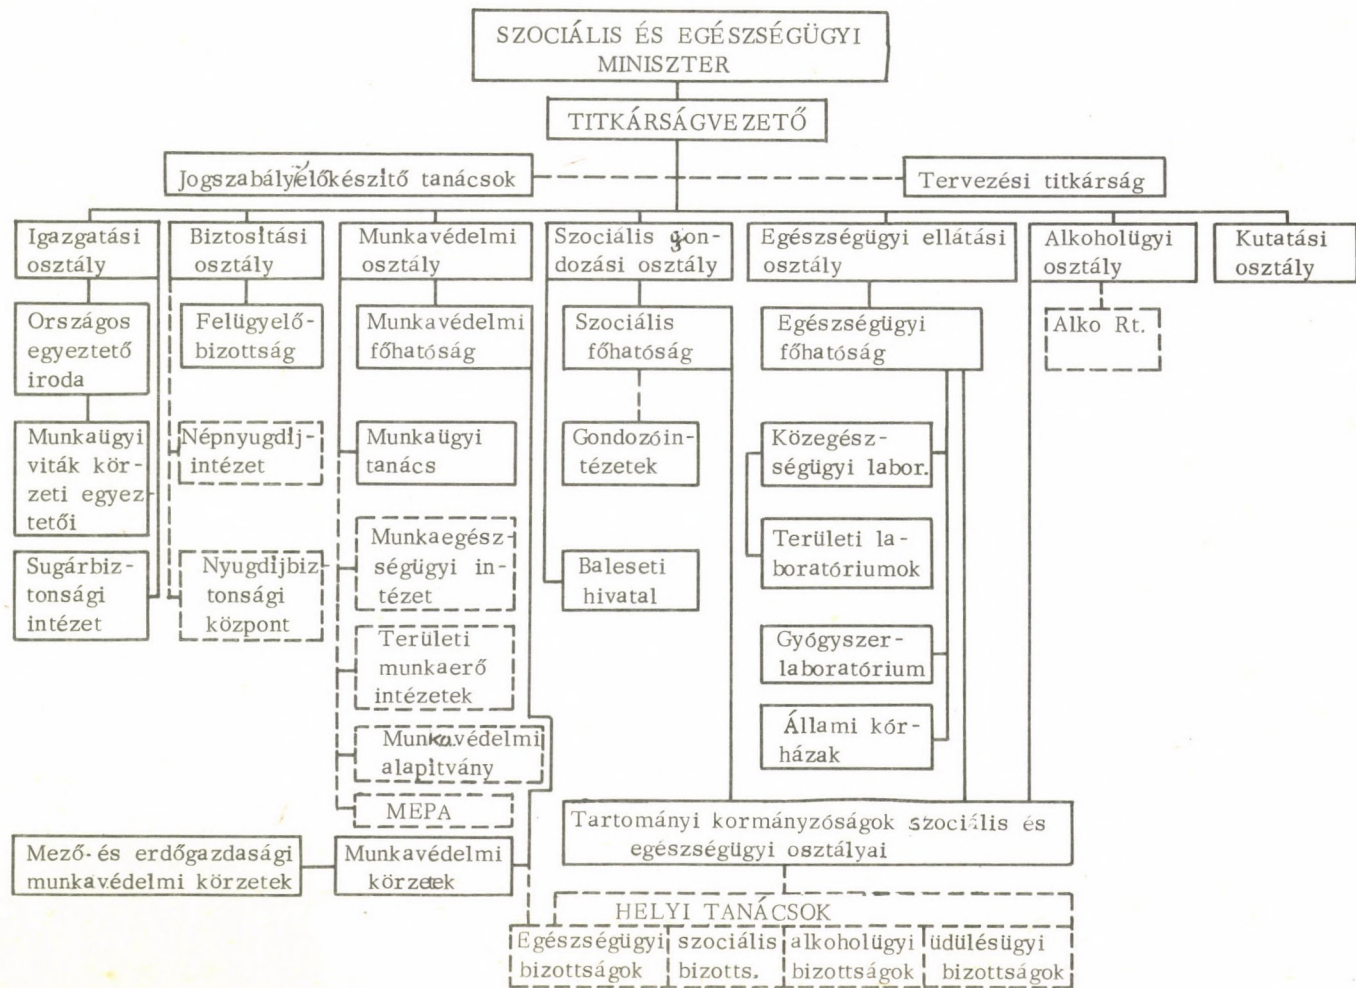 SZOCIÁLIS ÉS EGÉSZSÉGÜGYI
MINISZTER
TITKÁRSÁGVEZETŐ
Jogszabályelőkészitő tanácsok
Tervezési titkárság
Igazgatási
osztály
Biztositási
osztály
Munkavédelmi
osztály
Szociális gon-
dozási osztály
Egészségügyi ellátási
osztály
Alkoholügyi
osztály
Kutatási
osztály
Országos
egyeztető
iroda
Felügyelő-
bizottság
Munkavédelmi
főhatóság
Szociális
főhatóság
Egészségügyi
főhatóság
Alko Rt.
Munkaügyi
viták kör-
zeti egyez-
tetői
Népnyugdij-
intézet
Munkaügyi
tanács
Gondozóin-
tézetek
Közegész-
ségügyi labor.
Sugárbiz-
tonsági
intézet
Nyugdijbiz-
tonsági
központ
Munkaegész-
ségügyi in-
tézet
Baleseti
hivatal
Területi la-
boratóriumok
Területi
munkaerő
intézetek
Gyógyszer-
laboratórium
Munkavédelmi
alapitvány
Állami kór-
házak
MEPA
Tartományi kormányzóságok szociális és
egészségügyi osztályai
Mező- és erdőgazdasági
munkavédelmi körzetek
Munkavédelmi
körzetek
HELYI TANÁCSOK
Egészségügyi
bizottságok
szociális
bizotts.
alkoholügyi
bizottságok
üdülésügyi
bizottságok